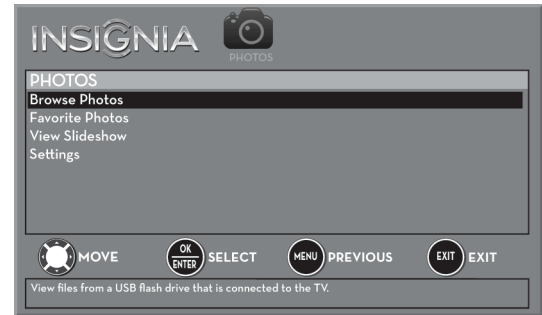 INSIGNIA
PHOTOS
PHOTOS
Browse Photos
Favorite Photos
View Slideshow
Settings
MOVE
OK
ENTER
SELECT
MENU
PREVIOUS
EXIT
EXIT
View files from a USB flash drive that is connected to the TV.